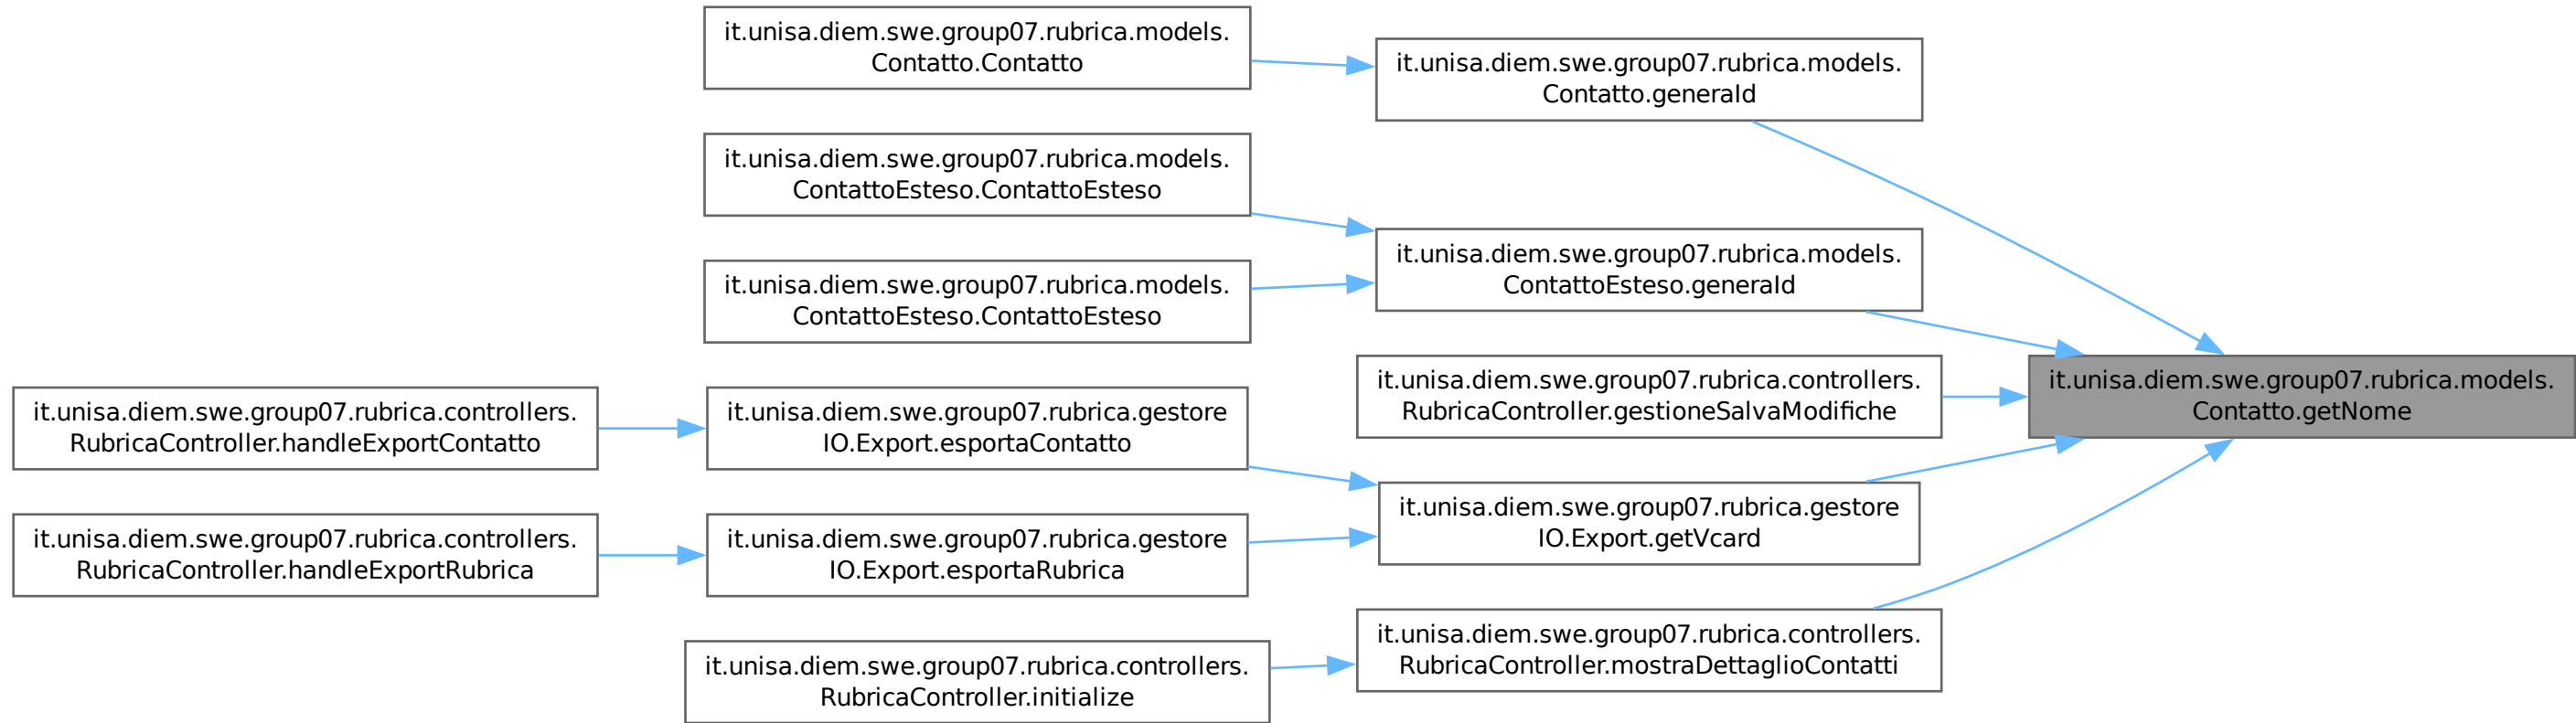 it.unisa.diem.swe.group07.rubrica.models.
Contatto.Contatto
it.unisa.diem.swe.group07.rubrica.models.
Contatto.generaId
it.unisa.diem.swe.group07.rubrica.models.
ContattoEsteso.ContattoEsteso
it.unisa.diem.swe.group07.rubrica.models.
ContattoEsteso.generaId
it.unisa.diem.swe.group07.rubrica.models.
ContattoEsteso.ContattoEsteso
it.unisa.diem.swe.group07.rubrica.controllers.
RubricaController.gestioneSalvaModifiche
it.unisa.diem.swe.group07.rubrica.models.
Contatto.getNome
it.unisa.diem.swe.group07.rubrica.controllers.
RubricaController.handleExportContatto
it.unisa.diem.swe.group07.rubrica.gestore
IO.Export.esportaContatto
it.unisa.diem.swe.group07.rubrica.gestore
IO.Export.getVcard
it.unisa.diem.swe.group07.rubrica.controllers.
RubricaController.handleExportRubrica
it.unisa.diem.swe.group07.rubrica.gestore
IO.Export.esportaRubrica
it.unisa.diem.swe.group07.rubrica.controllers.
RubricaController.mostraDettaglioContatti
it.unisa.diem.swe.group07.rubrica.controllers.
RubricaController.initialize